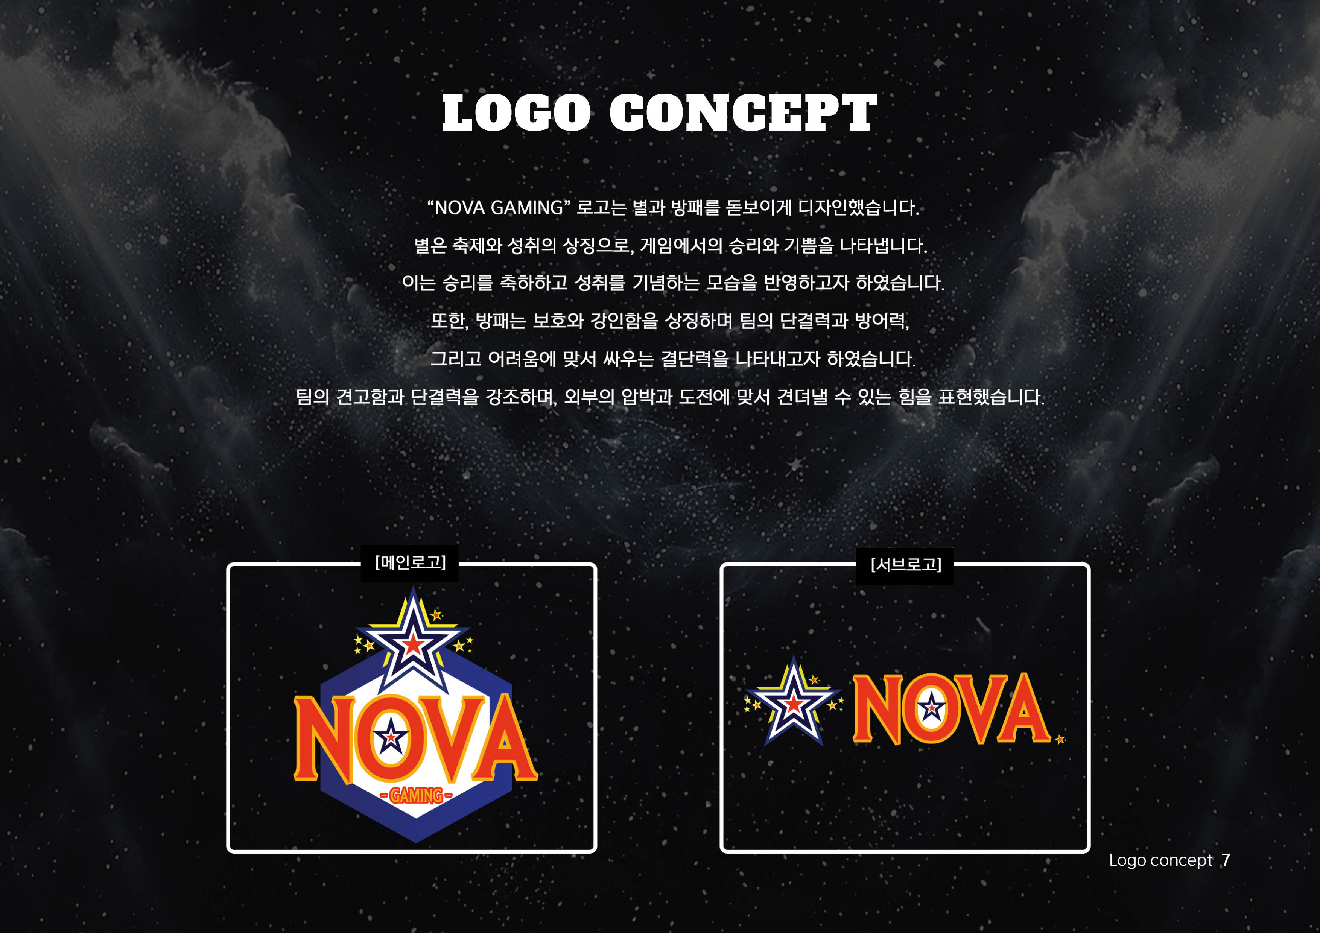 LOGO CONCEPT
“NOVA GAMING” 로고는 별과 방패를 돋보이게 디자인했습니다.
별은 축제와 성취의 상징으로, 게임에서의 승리와 기쁨을 나타냅니다.
이는 승리를 축하하고 성취를 기념하는 모습을 반영하고자 하였습니다.
또한, 방패는 보호와 강인함을 상징하며 팀의 단결력과 방어력,
그리고 어려움에 맞서 싸우는 결단력을 나타내고자 하였습니다.
팀의 견고함과 단결력을 강조하며, 외부의 압박과 도전에 맞서 견뎌낼 수 있는 힘을 표현했습니다.
[메인로고]
NOVA
- GAMING -
[서브로고]
NOVA
Logo concept 7